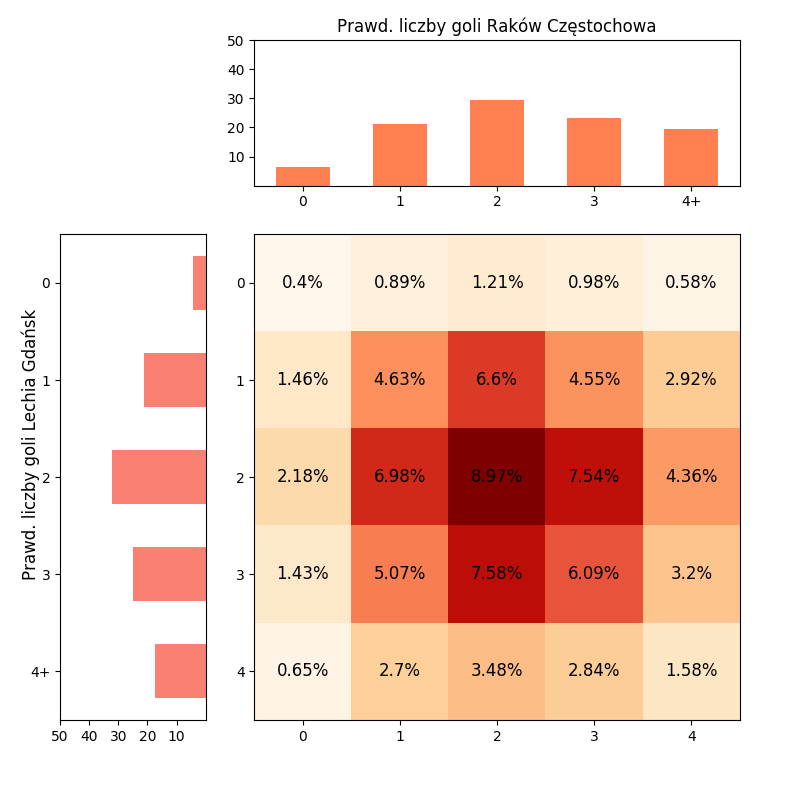 Prawd. liczby goli Raków Częstochowa
50
40
30
20
10
0 1 2 3 4+
Prawd. liczby goli Lechia Gdańsk
0
1
2
3
4+
50 40 30 20 10
0 0.4% 0.89% 1.21% 0.98% 0.58%
1 1.46% 4.63% 6.6% 4.55% 2.92%
2 2.18% 6.98% 8.97% 7.54% 4.36%
3 1.43% 5.07% 7.58% 6.09% 3.2%
4 0.65% 2.7% 3.48% 2.84% 1.58%
0 1 2 3 4